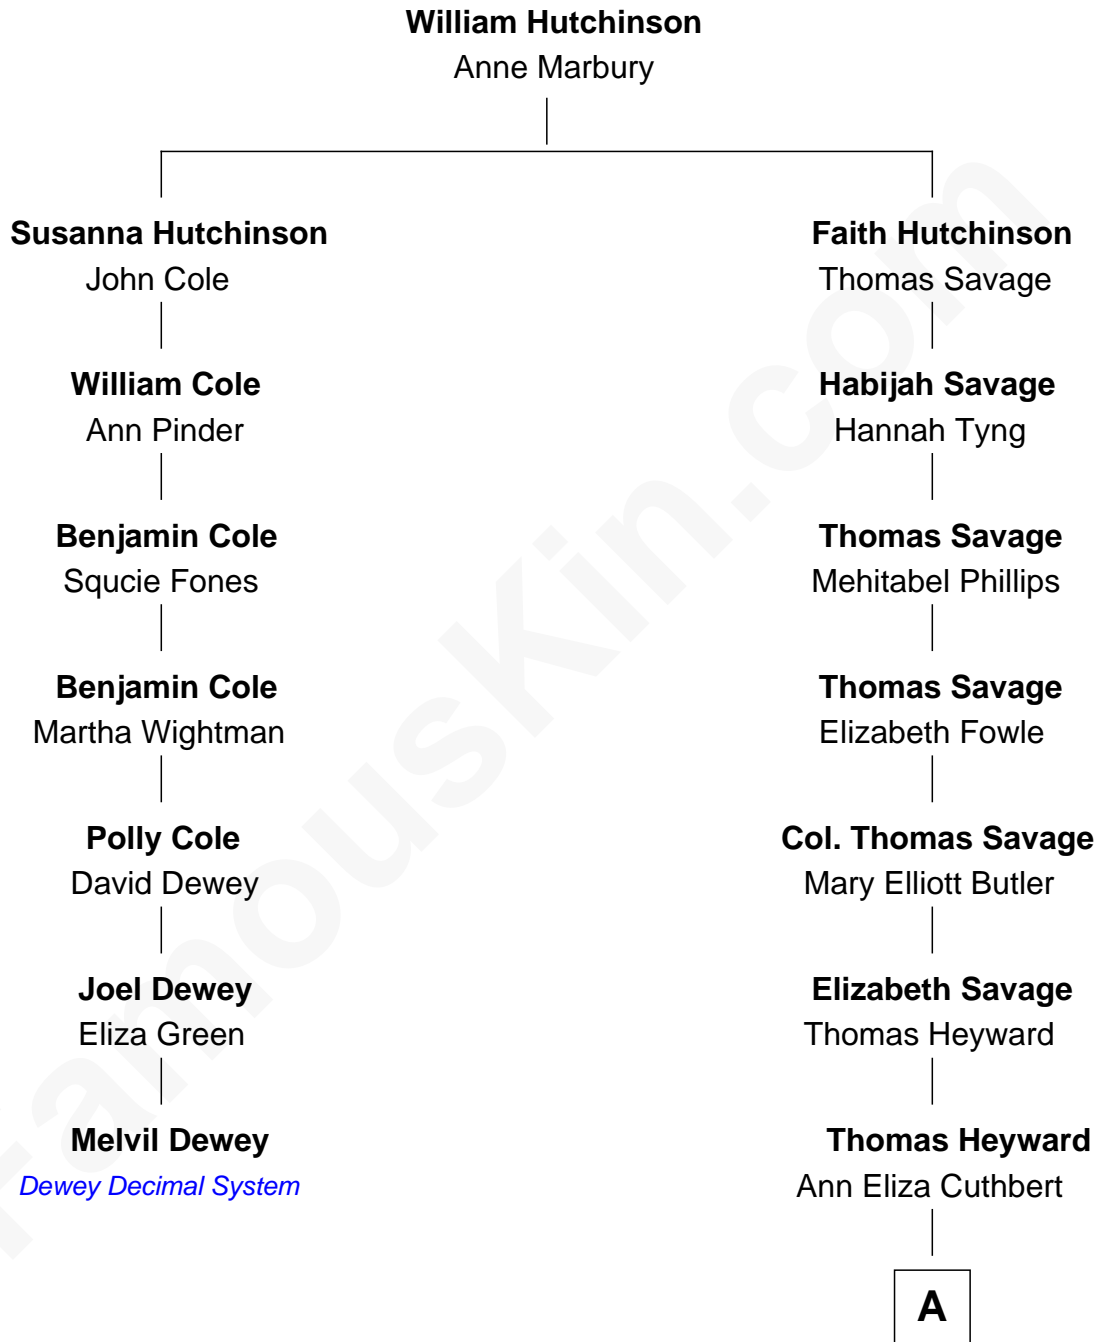 William Hutchinson
Anne Marbury
Susanna Hutchinson
John Cole
Faith Hutchinson
Thomas Savage
William Cole
Ann Pinder
Habijah Savage
Hannah Tyng
Benjamin Cole
Squcie Fones
Thomas Savage
Mehitabel Phillips
Benjamin Cole
Martha Wightman
Thomas Savage
Elizabeth Fowle
Polly Cole
David Dewey
Col. Thomas Savage
Mary Elliott Butler
Joel Dewey
Eliza Green
Elizabeth Savage
Thomas Heyward
Melvil Dewey
Dewey Decimal System
Thomas Heyward
Ann Eliza Cuthbert
A
FamousKin.com